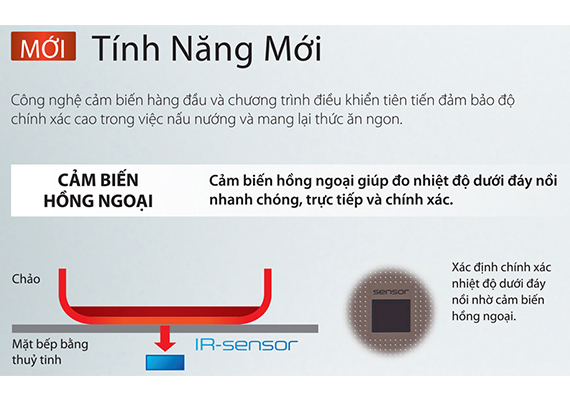 MỚI Tính Năng Mới
Công nghệ cảm biến hàng đầu và chương trình điều khiển tiên tiến đảm bảo độ
chính xác cao trong việc nấu nướng và mang lại thức ăn ngon.
CẢM BIẾN
HỒNG NGOẠI
Cảm biến hồng ngoại giúp đo nhiệt độ dưới đáy nồi
nhanh chóng, trực tiếp và chính xác.
Chảo
Mặt bếp bằng
thuỷ tinh
IR-sensor
sensor
Xác định chính xác
nhiệt độ dưới đáy
nồi nhờ cảm biến
hồng ngoại.